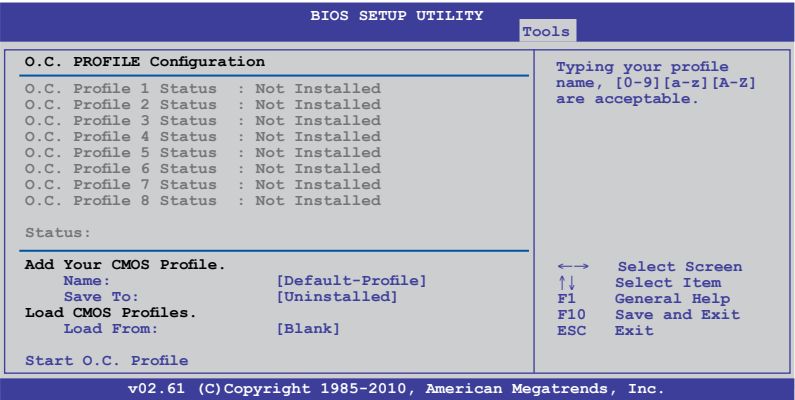 BIOS SETUP UTILITY
Tools
O.C. PROFILE Configuration
O.C. Profile 1 Status : Not Installed
O.C. Profile 2 Status : Not Installed
O.C. Profile 3 Status : Not Installed
O.C. Profile 4 Status : Not Installed
O.C. Profile 5 Status : Not Installed
O.C. Profile 6 Status : Not Installed
O.C. Profile 7 Status : Not Installed
O.C. Profile 8 Status : Not Installed
Status:
Add Your CMOS Profile.
Name: [Default-Profile]
Save To: [Uninstalled]
Load CMOS Profiles.
Load From: [Blank]
Start O.C. Profile
Typing your profile
name, [0-9][a-z][A-Z]
are acceptable.
←→ Select Screen
↑↓ Select Item
F1 General Help
F10 Save and Exit
ESC Exit
v02.61 (C)Copyright 1985-2010, American Megatrends, Inc.